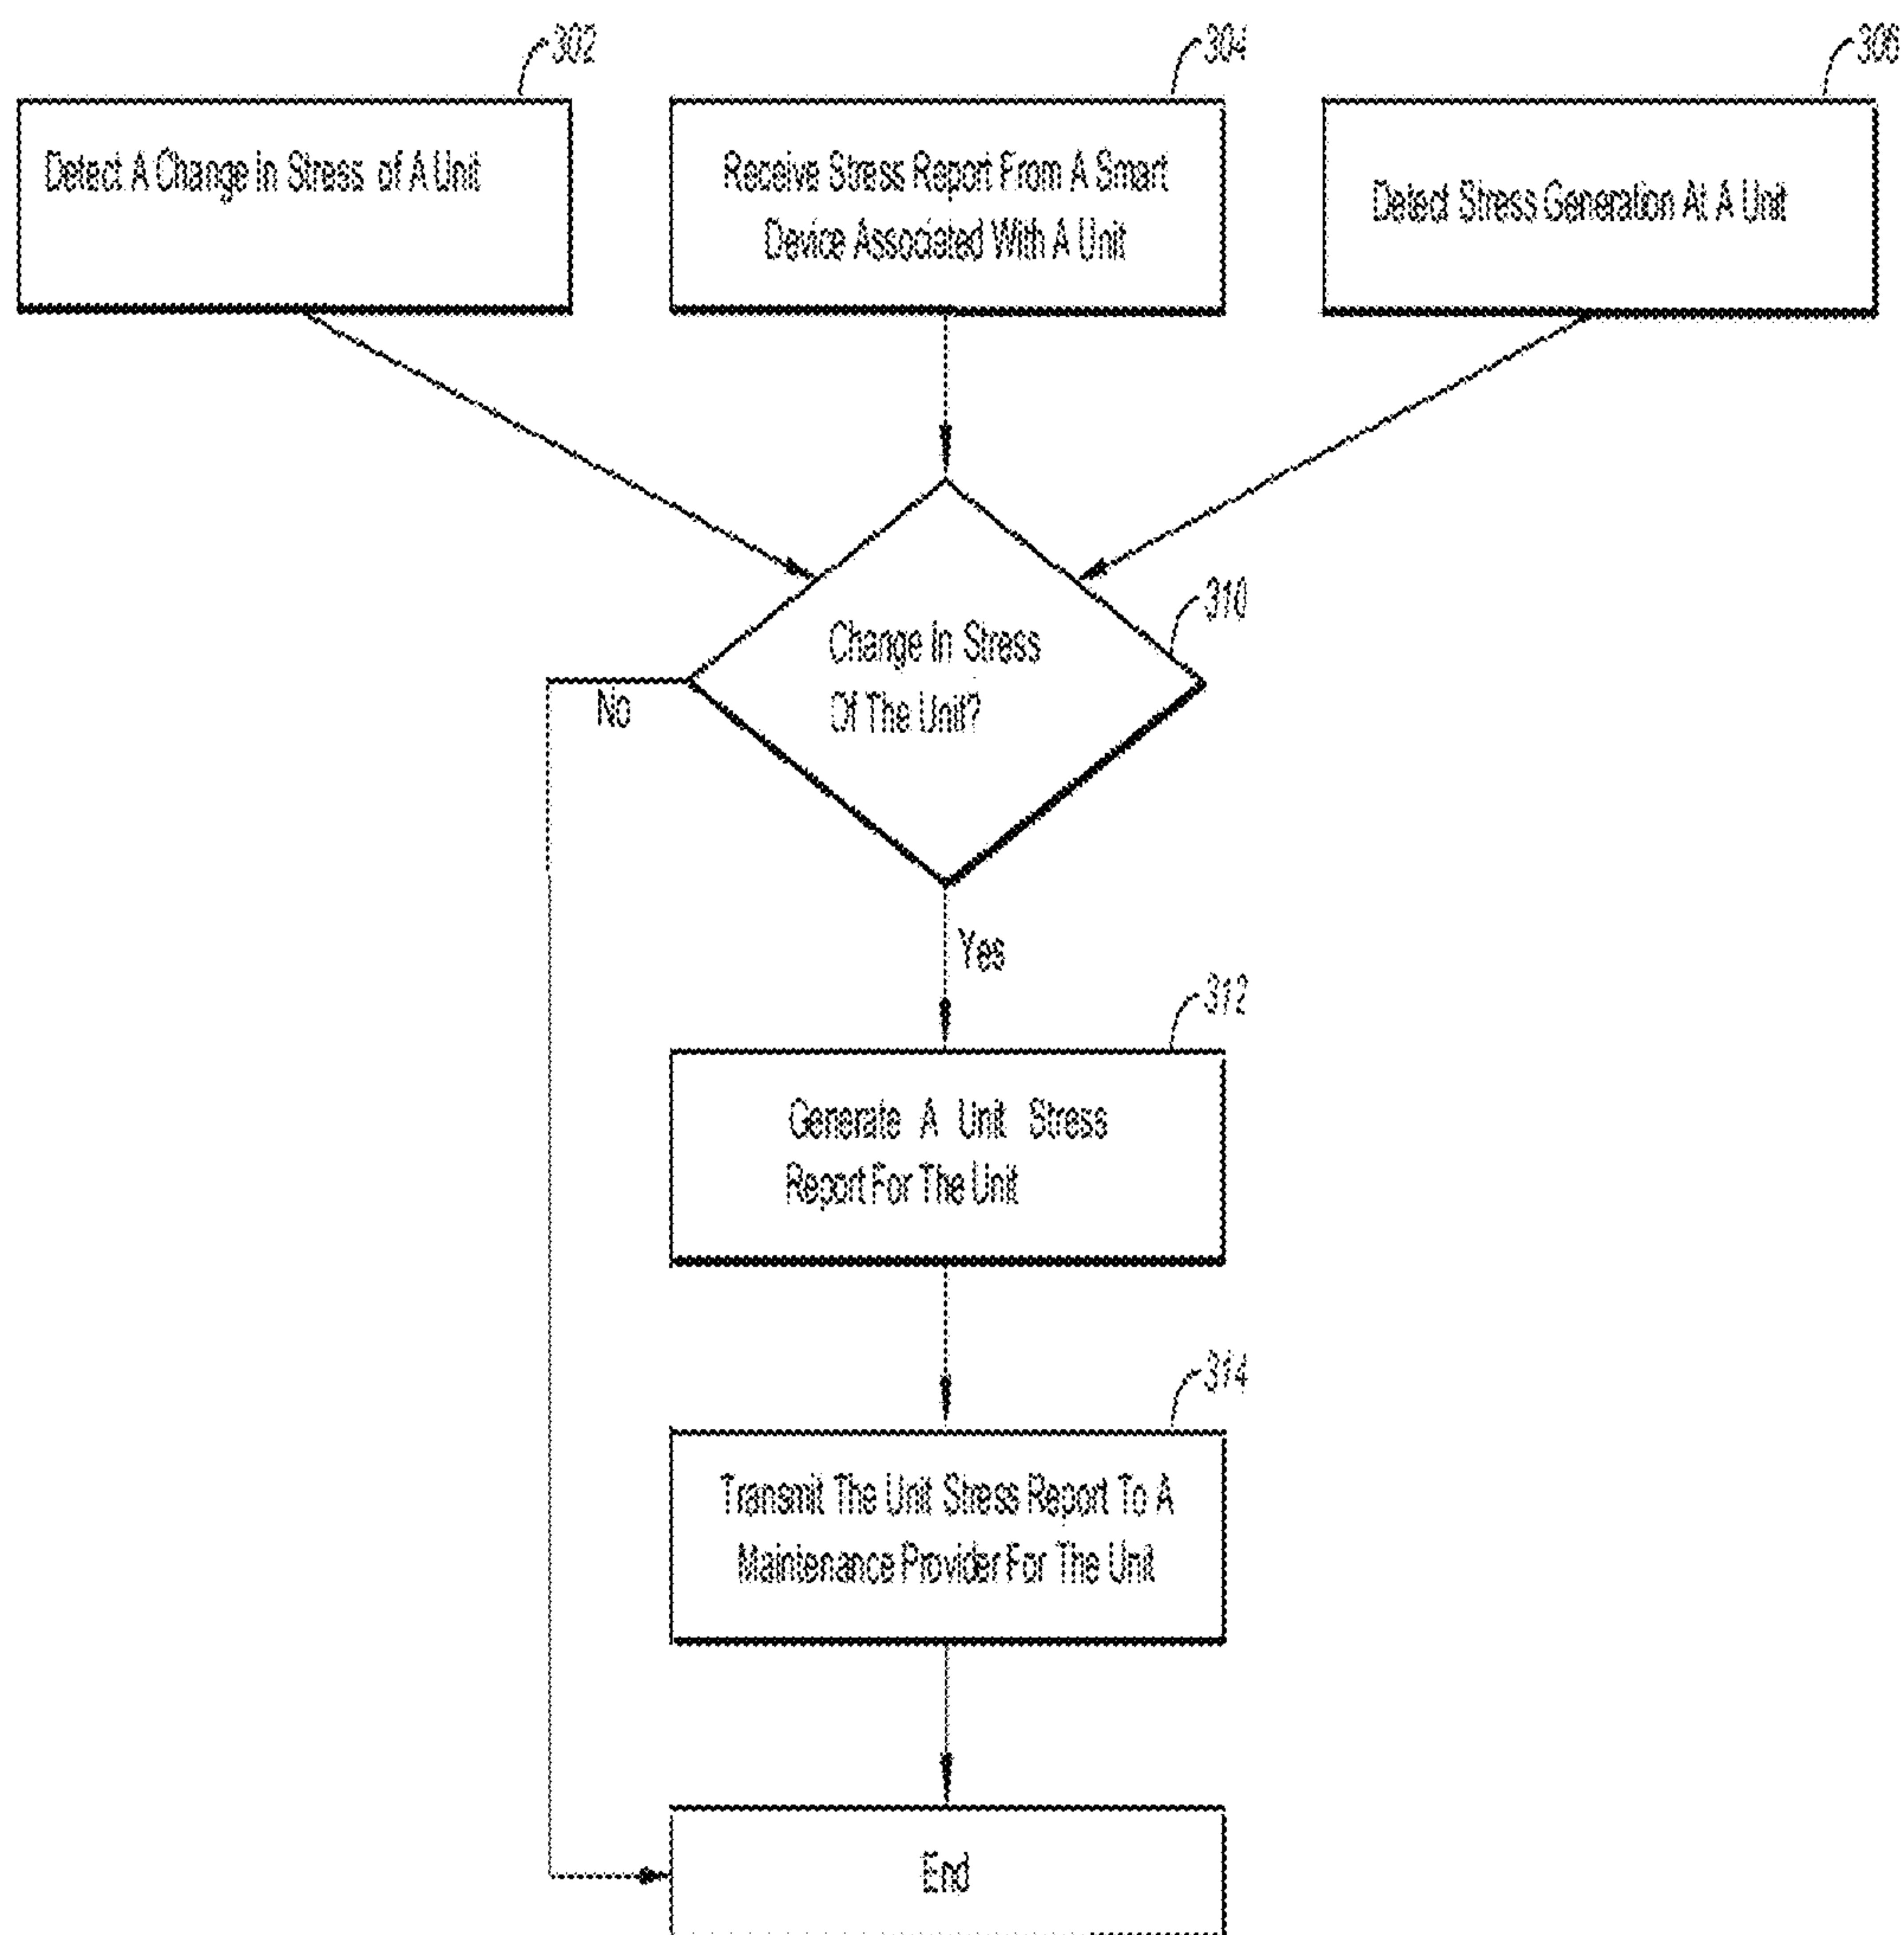 302
304
306
Detect A Change in Stress of A Unit
Receive Stress Report From A Smart
Device Associated With A Unit
Detect Stress Generation At A Unit
310
Change in Stress
Of The Unit?
No
Yes
312
Generate A Unit Stress
Report For The Unit
314
Transmit The Unit Stress Report To A
Maintenance Provider For The Unit
End